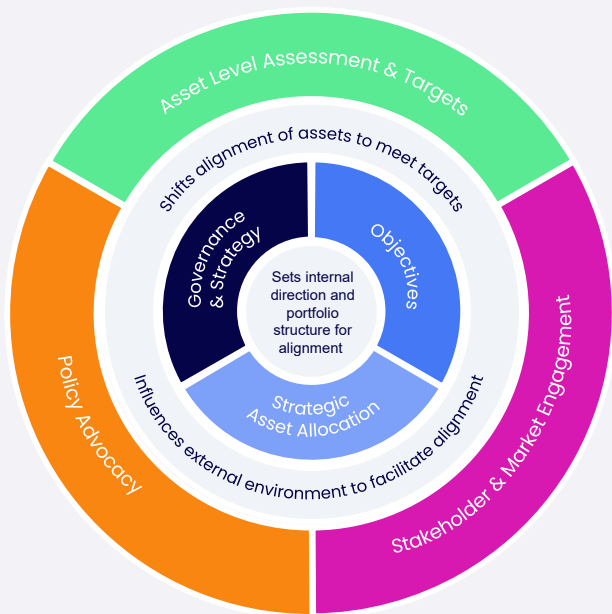 Asset Level Assessment & Targets
Shifts alignment of assets to meet targets
Governance
& Strategy
Objectives
Sets internal
direction and
portfolio
structure for
alignment
Strategic
Asset Allocation
Influences external environment to facilitate alignment
Policy Advocacy
Stakeholder & Market Engagement